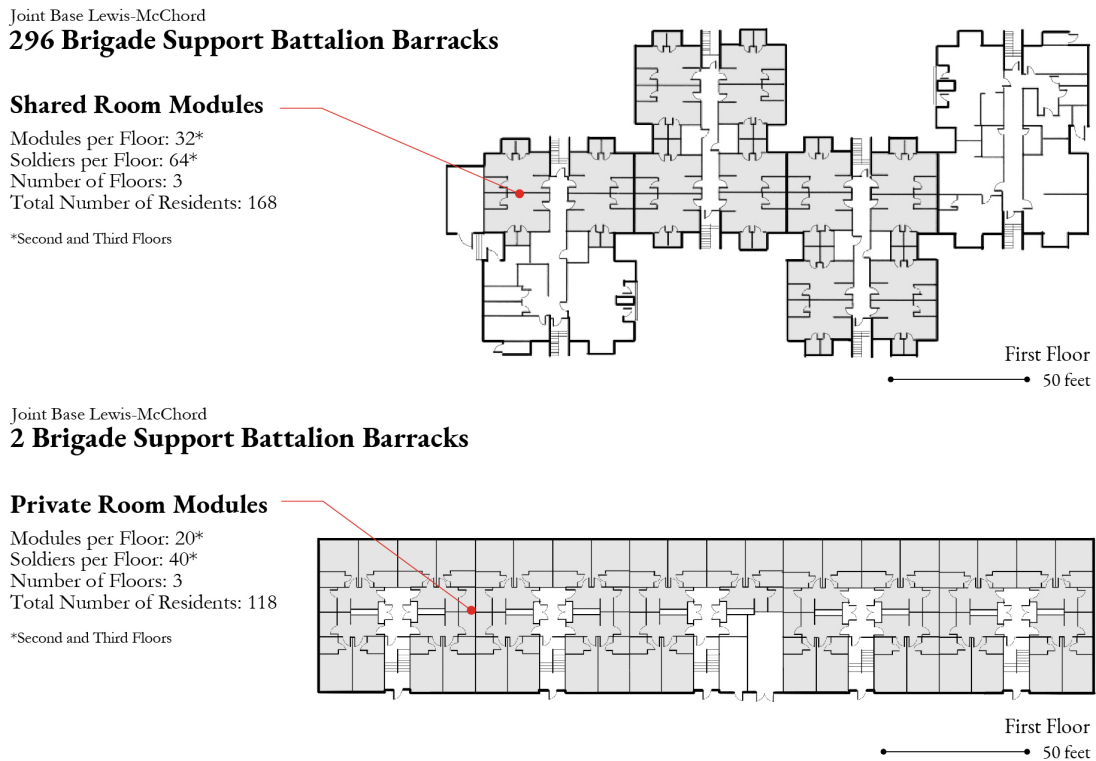 Joint Base Lewis-McChord
296 Brigade Support Battalion Barracks
Shared Room Modules
Modules per Floor: 32*
Soldiers per Floor: 64*
Number of Floors: 3
Total Number of Residents: 168
*Second and Third Floors
First Floor
50 feet
Joint Base Lewis-McChord
2 Brigade Support Battalion Barracks
Private Room Modules
Modules per Floor: 20*
Soldiers per Floor: 40*
Number of Floors: 3
Total Number of Residents: 118
*Second and Third Floors
First Floor
50 feet